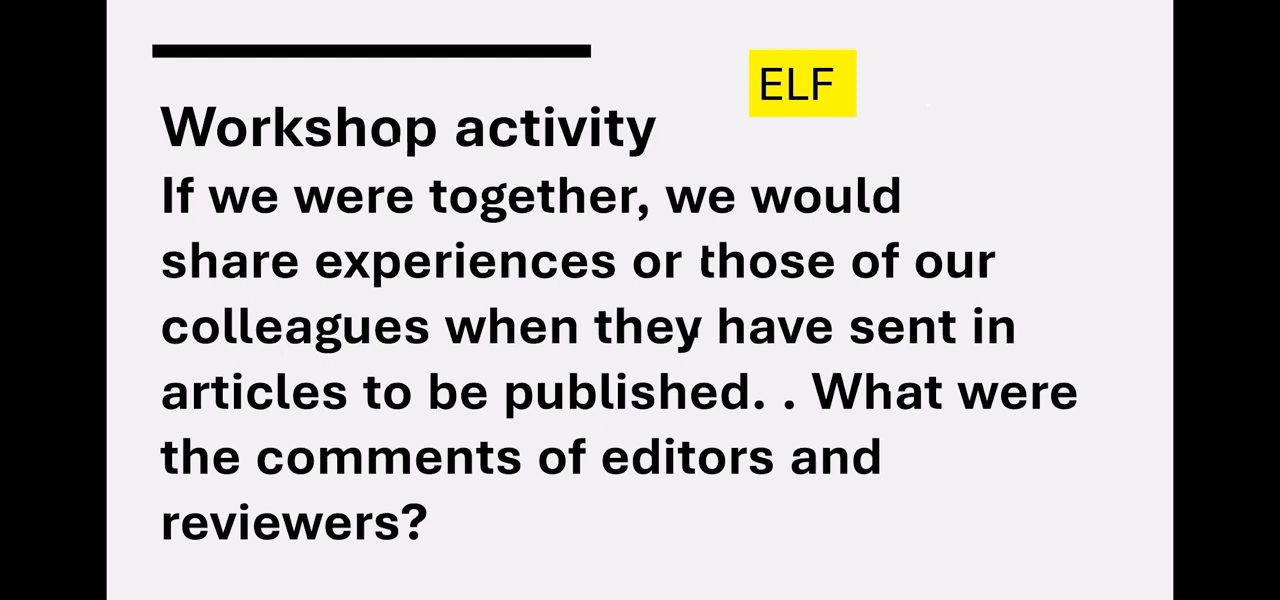 ELF
Workshop activity
If we were together, we would
share experiences or those of our
colleagues when they have sent in
articles to be published. . What were
the comments of editors and
reviewers?